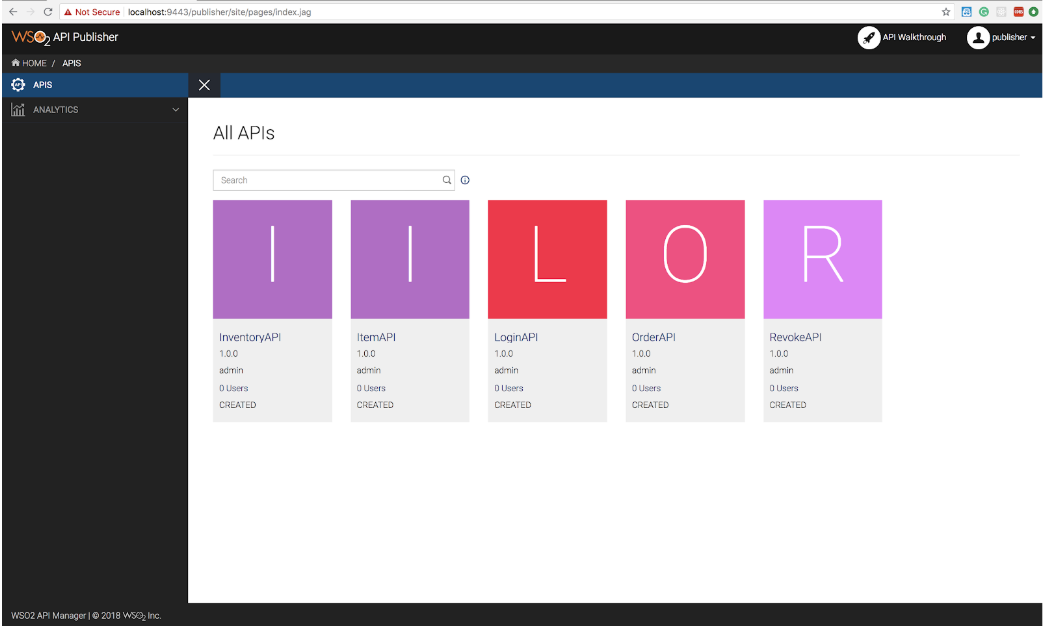 Not Secure localhost:9443/publisher/site/pages/index.jag
WSO2 API Publisher
API Walkthrough
publisher
HOME / APIS
APIS
ANALYTICS
All APIs
Search
I I L O R
InventoryAPI
1.0.0
admin
0 Users
CREATED
ItemAPI
1.0.0
admin
0 Users
CREATED
LoginAPI
1.0.0
admin
0 Users
CREATED
OrderAPI
1.0.0
admin
0 Users
CREATED
RevokeAPI
1.0.0
admin
0 Users
CREATED
WSO2 API Manager | © 2018 WSO2 Inc.